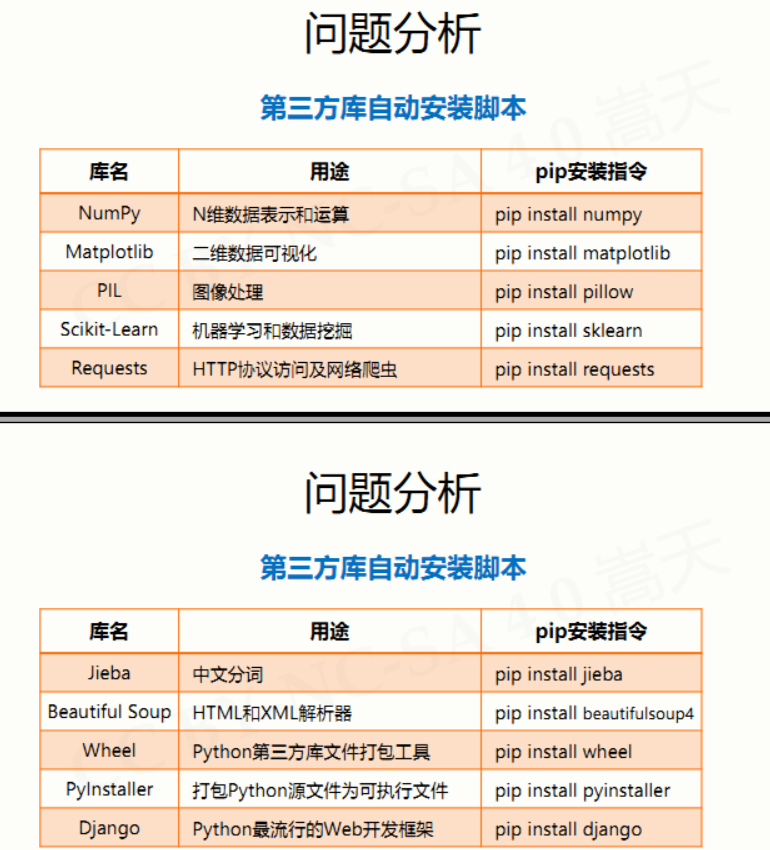 问题分析
第三方库自动安装脚本
库名 用途 pip安装指令
NumPy N维数据表示和运算 pip install numpy
Matplotlib 二维数据可视化 pip install matplotlib
PIL 图像处理 pip install pillow
Scikit-Learn 机器学习和数据挖掘 pip install sklearn
Requests HTTP协议访问及网络爬虫 pip install requests
CC BY-NC-SA 4.0 嵩天
问题分析
第三方库自动安装脚本
库名 用途 pip安装指令
Jieba 中文分词 pip install jieba
Beautiful Soup HTML和XML解析器 pip install beautifulsoup4
Wheel Python第三方库文件打包工具 pip install wheel
PyInstaller 打包Python源文件为可执行文件 pip install pyinstaller
Django Python最流行的Web开发框架 pip install django
CC BY-NC-SA 4.0 嵩天